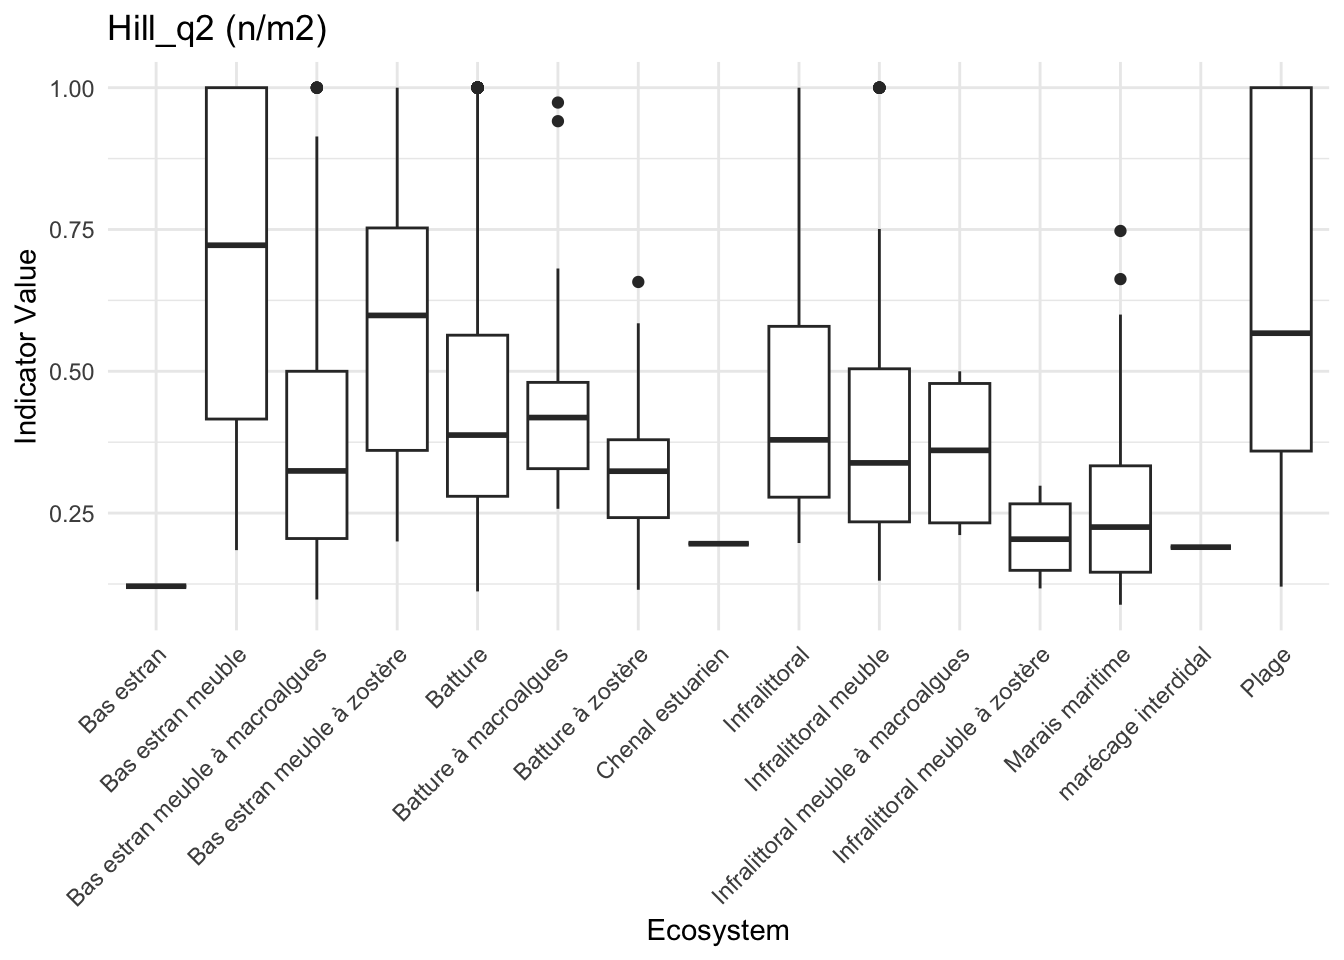 Hill_q2 (n/m2)
Indicator Value
1.00
0.75
0.50
0.25
Bas estran
Bas estran meuble
Bas estran meuble à macroalgues
Bas estran meuble à zostère
Batture
Batture à macroalgues
Batture à zostère
Chenal estuarien
Infralittoral
Infralittoral meuble
Infralittoral meuble à macroalgues
Infralittoral meuble à zostère
Marais maritime
marécage interdidal
Plage
Ecosystem